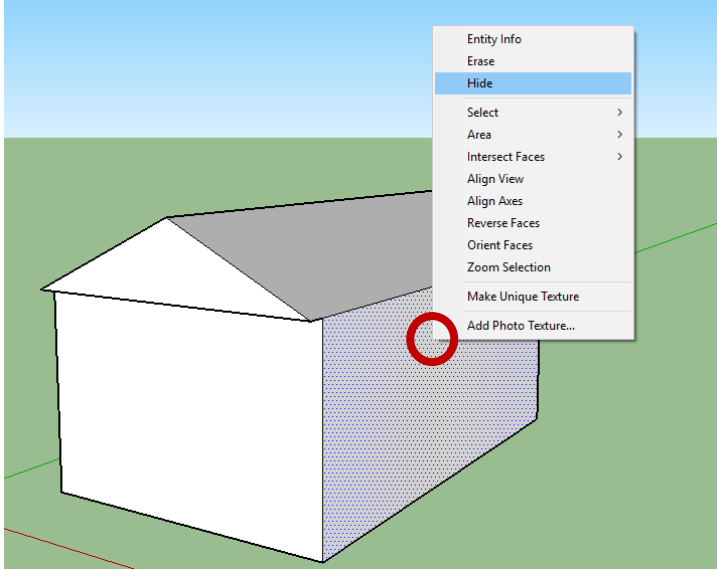 Entity Info
Erase
Hide
Select
Area
Intersect Faces
Align View
Align Axes
Reverse Faces
Orient Faces
Zoom Selection
Make Unique Texture
Add Photo Texture...